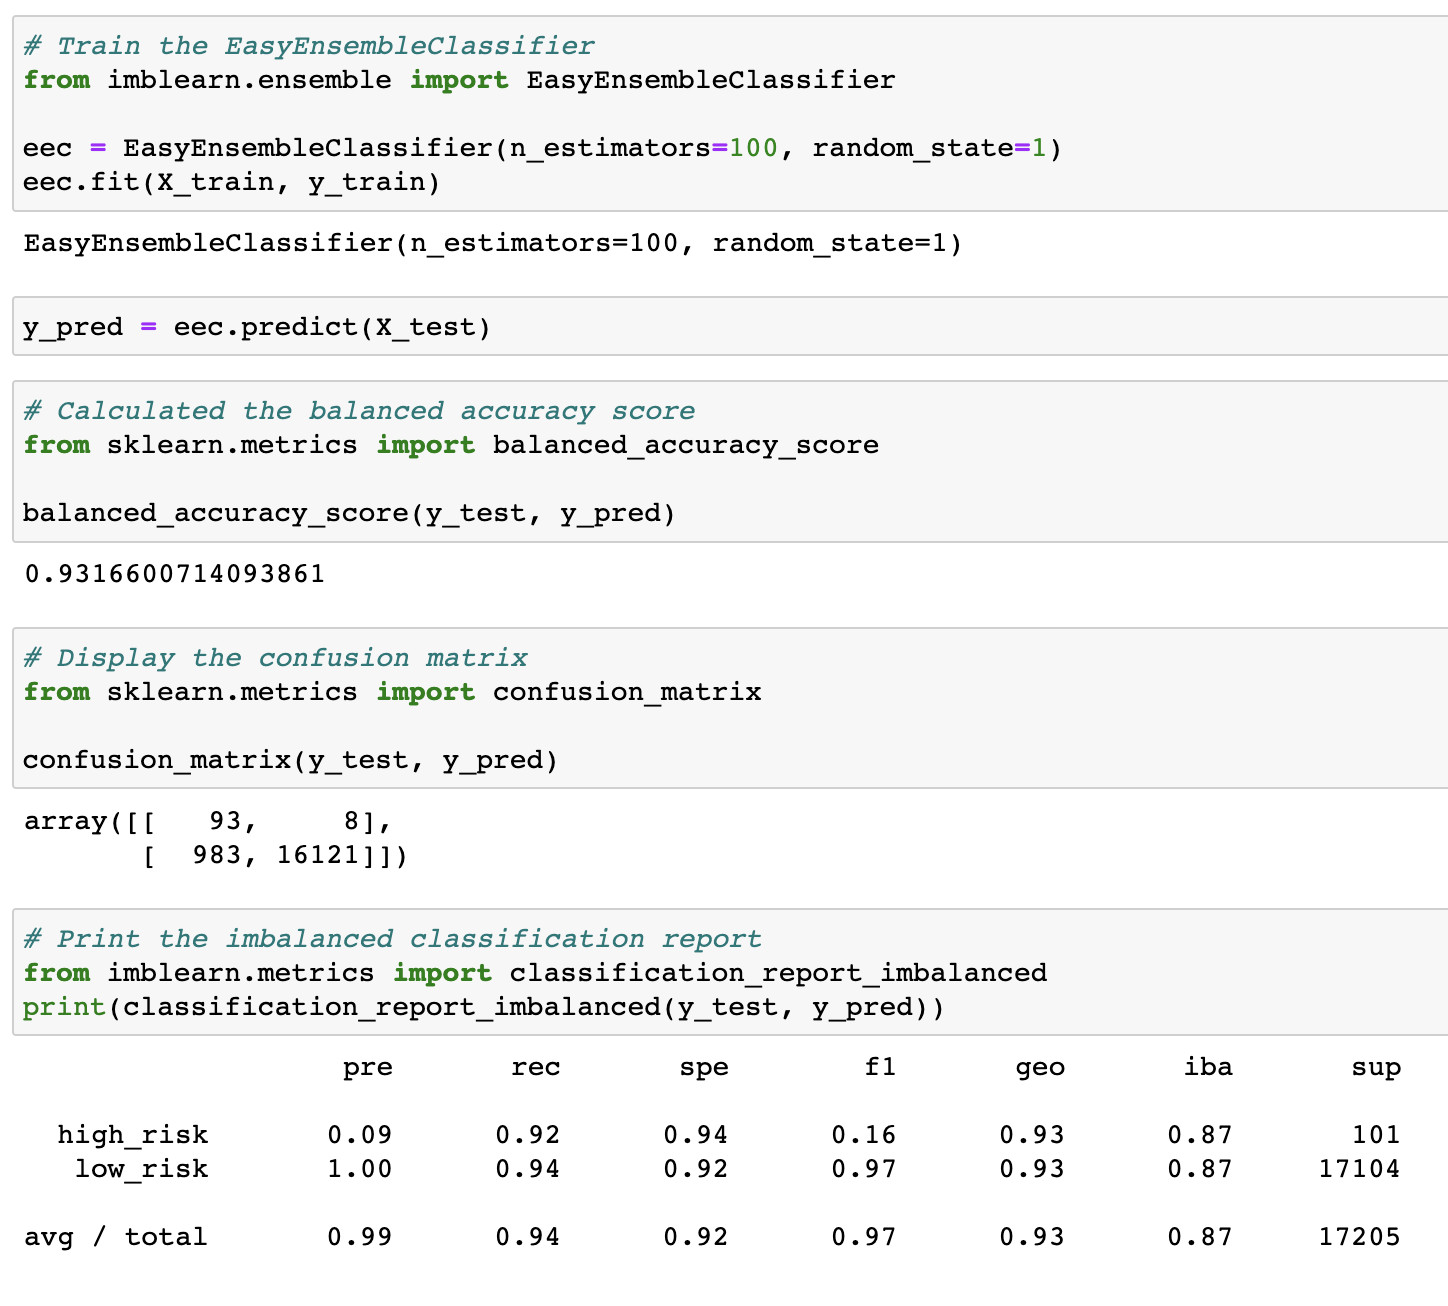 # Train the EasyEnsembleClassifier
from imblearn.ensemble import EasyEnsembleClassifier
eec = EasyEnsembleClassifier(n_estimators=100, random_state=1)
eec.fit(X_train, y_train)
EasyEnsembleClassifier(n_estimators=100, random_state=1)
y_pred = eec.predict(X_test)
# Calculated the balanced accuracy score
from sklearn.metrics import balanced_accuracy_score
balanced_accuracy_score(y_test, y_pred)
0.9316600714093861
# Display the confusion matrix
from sklearn.metrics import confusion_matrix
confusion_matrix(y_test, y_pred)
array([[   93,     8],
       [  983, 16121]])
# Print the imbalanced classification report
from imblearn.metrics import classification_report_imbalanced
print(classification_report_imbalanced(y_test, y_pred))
                   pre       rec       spe        f1       geo       iba       sup
  high_risk       0.09      0.92      0.94      0.16      0.93      0.87       101
   low_risk       1.00      0.94      0.92      0.97      0.93      0.87     17104
avg / total       0.99      0.94      0.92      0.97      0.93      0.87     17205